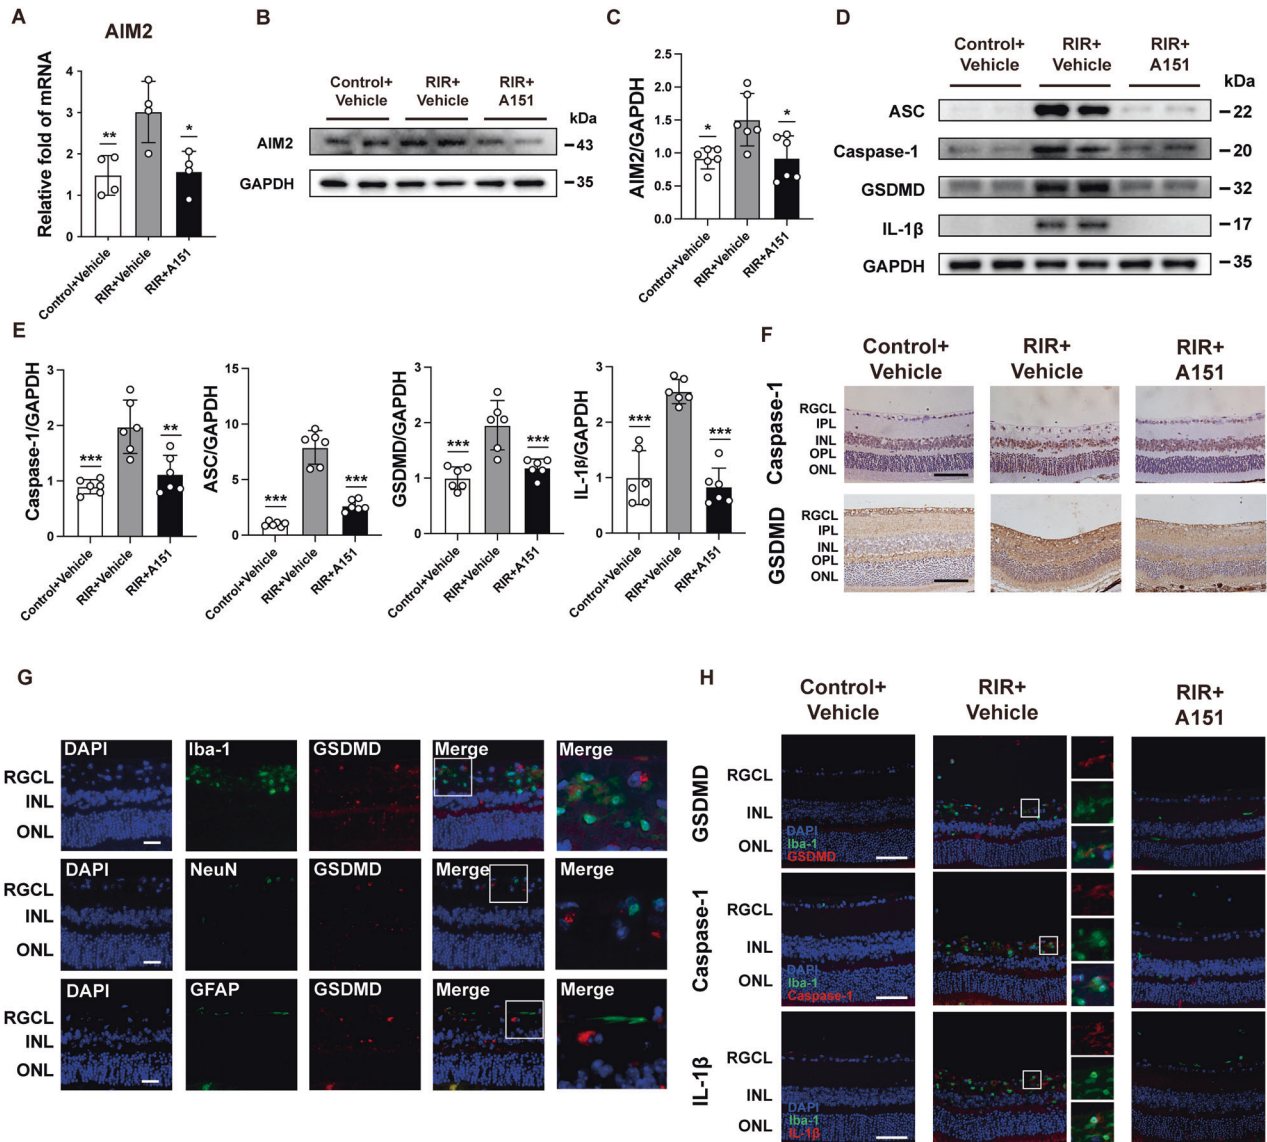 A
AIM2
Relative fold of mRNA
4
3
2
1
0
**
*
Control+Vehicle
RIR+Vehicle
RIR+A151
B
Control+
Vehicle
RIR+
Vehicle
RIR+
A151
kDa
AIM2
43
GAPDH
35
C
AIM2/GAPDH
2.5
2.0
1.5
1.0
0.5
0.0
*
*
Control+Vehicle
RIR+Vehicle
RIR+A151
D
Control+
Vehicle
RIR+
Vehicle
RIR+
A151
kDa
ASC
22
Caspase-1
20
GSDMD
32
IL-1β
17
GAPDH
35
E
Caspase-1/GAPDH
3
2
1
0
***
**
Control+Vehicle
RIR+Vehicle
RIR+A151
ASC/GAPDH
15
10
5
0
***
***
Control+Vehicle
RIR+Vehicle
RIR+A151
GSDMD/GAPDH
3
2
1
0
***
***
Control+Vehicle
RIR+Vehicle
RIR+A151
IL-1β/GAPDH
3
2
1
0
***
***
Control+Vehicle
RIR+Vehicle
RIR+A151
F
Control+
Vehicle
RIR+
Vehicle
RIR+
A151
Caspase-1
RGCL
IPL
INL
OPL
ONL
GSDMD
RGCL
IPL
INL
OPL
ONL
G
DAPI
Iba-1
GSDMD
Merge
Merge
RGCL
INL
ONL
DAPI
NeuN
GSDMD
Merge
Merge
RGCL
INL
ONL
DAPI
GFAP
GSDMD
Merge
Merge
RGCL
INL
ONL
H
Control+
Vehicle
RIR+
Vehicle
RIR+
A151
GSDMD
RGCL
INL
ONL
DAPI
Iba-1
GSDMD
Caspase-1
RGCL
INL
ONL
DAPI
Iba-1
Caspase-1
IL-1β
RGCL
INL
ONL
DAPI
Iba-1
IL-1β